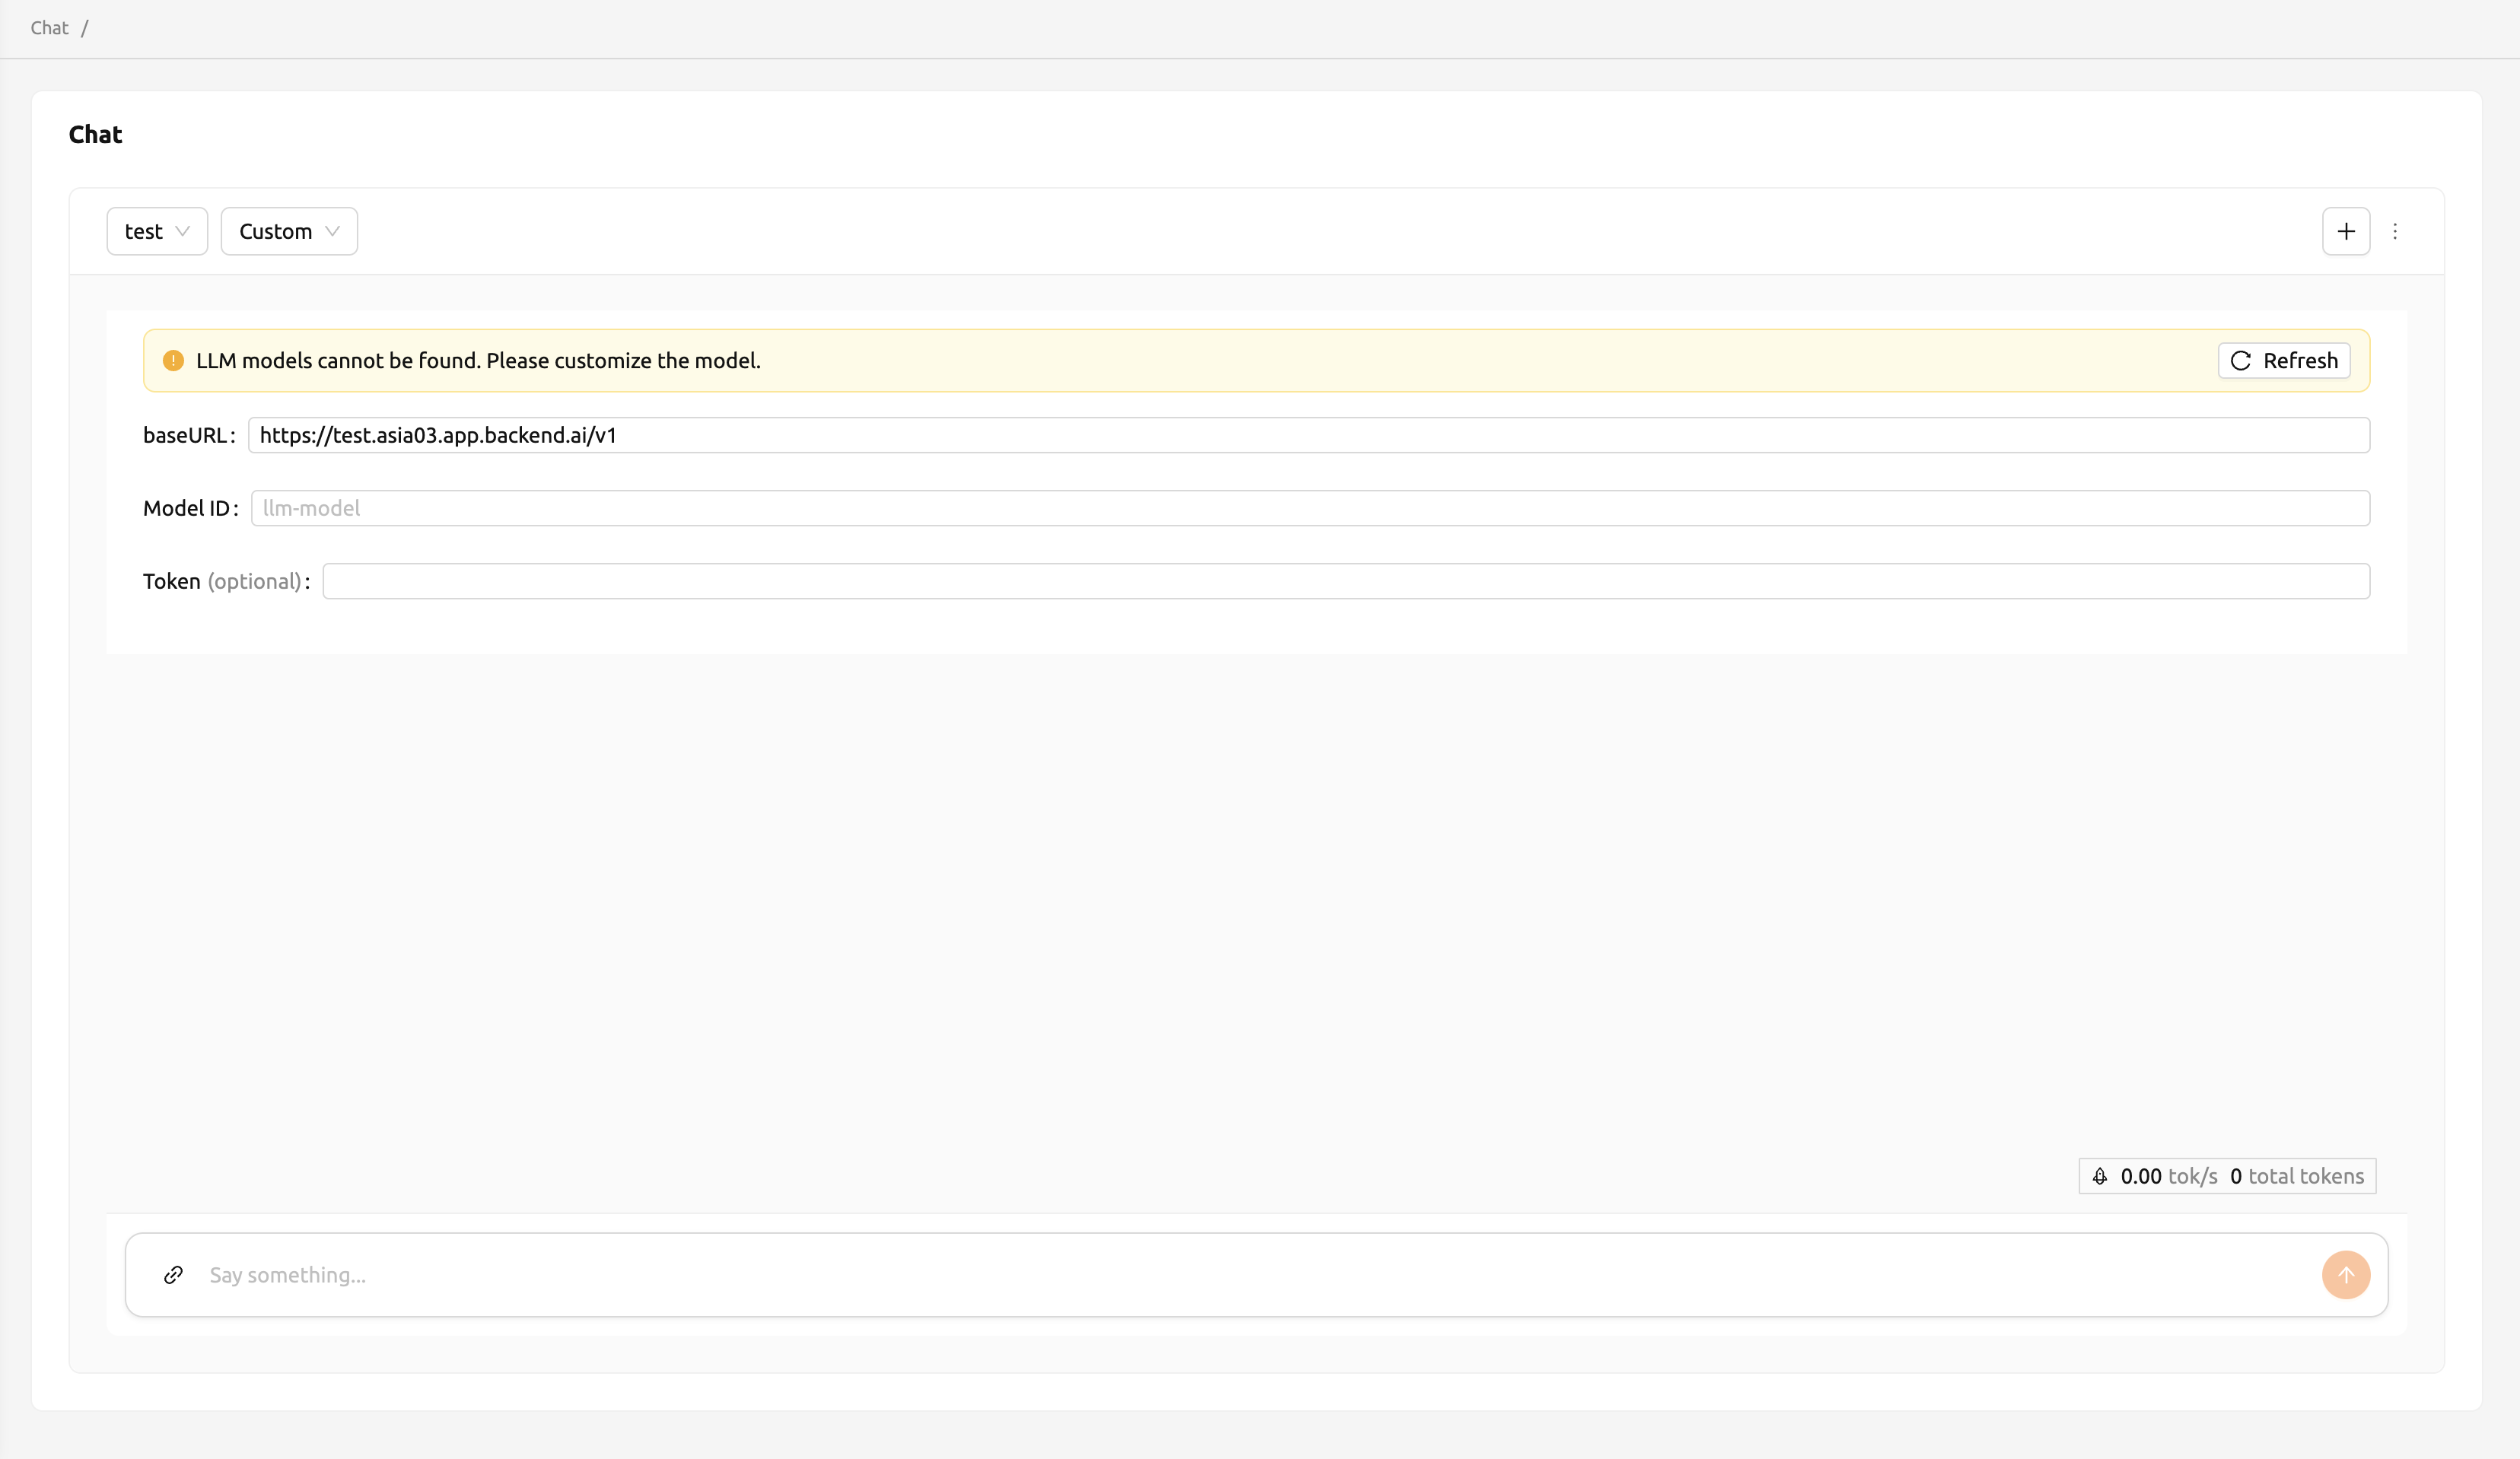 Chat /
Chat
test Custom
LLM models cannot be found. Please customize the model. Refresh
baseURL: https://test.asia03.app.backend.ai/v1
Model ID: llm-model
Token (optional):
0.00 tok/s 0 total tokens
Say something...